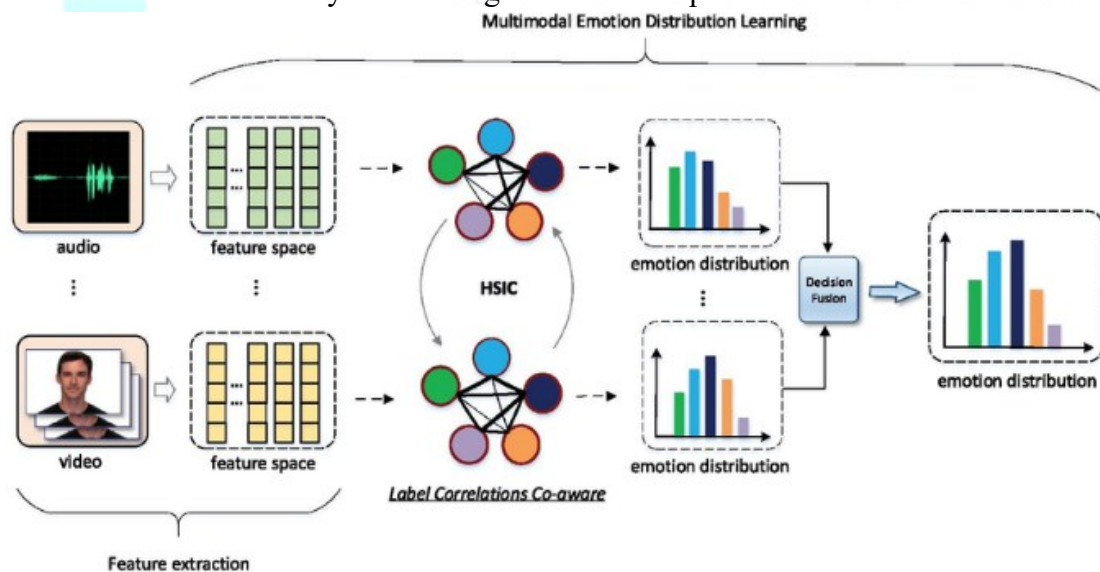 Multimodal Emotion Distribution Learning
audio
feature space
emotion distribution
HSIC
Decision
Fusion
emotion distribution
video
feature space
emotion distribution
Label Correlations Co-aware
Feature extraction